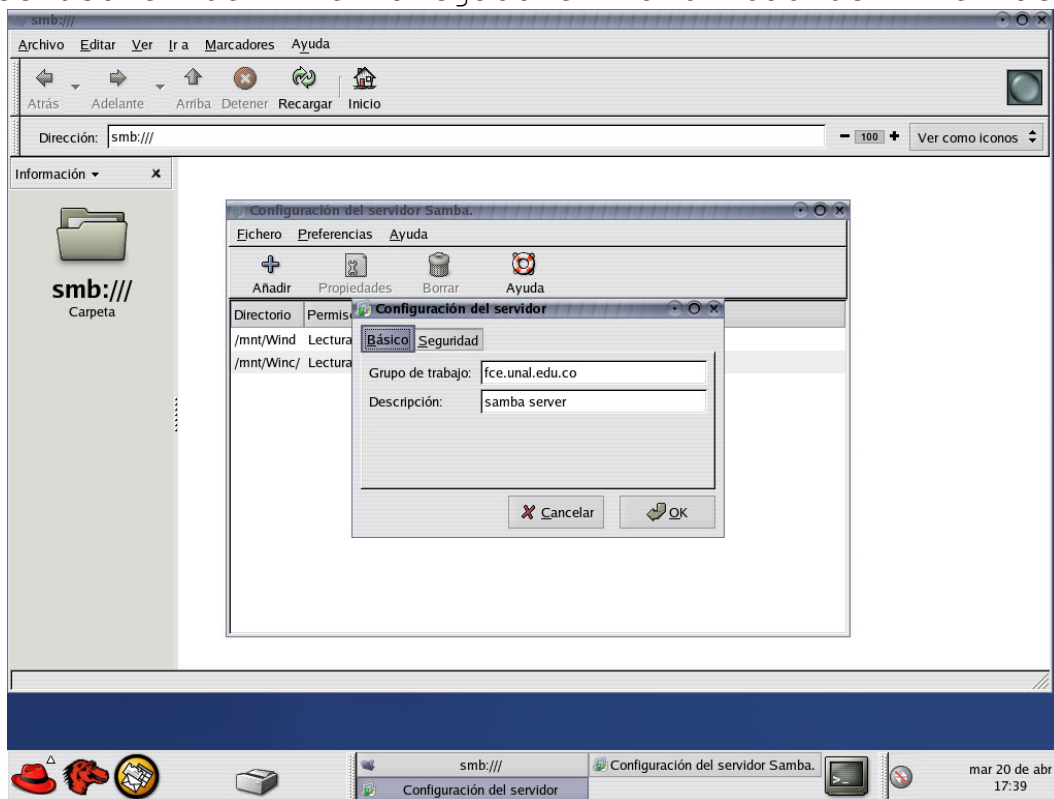 smb:///
Archivo Editar Ver Ir a Marcadores Ayuda
Atrás Adelante Arriba Detener Recargar Inicio
Dirección: smb:/// 100 Ver como iconos
Información
smb:///
Carpeta
Configuración del servidor Samba.
Fichero Preferencias Ayuda
Añadir Propiedades Borrar Ayuda
Directorio
/mnt/Wind Lectura
/mnt/Winc/ Lectura
Configuración del servidor
Básico Seguridad
Grupo de trabajo: fce.unal.edu.co
Descripción: samba server
Cancelar OK
smb:/// Configuración del servidor Samba.
Configuración del servidor
mar 20 de abr
17:39